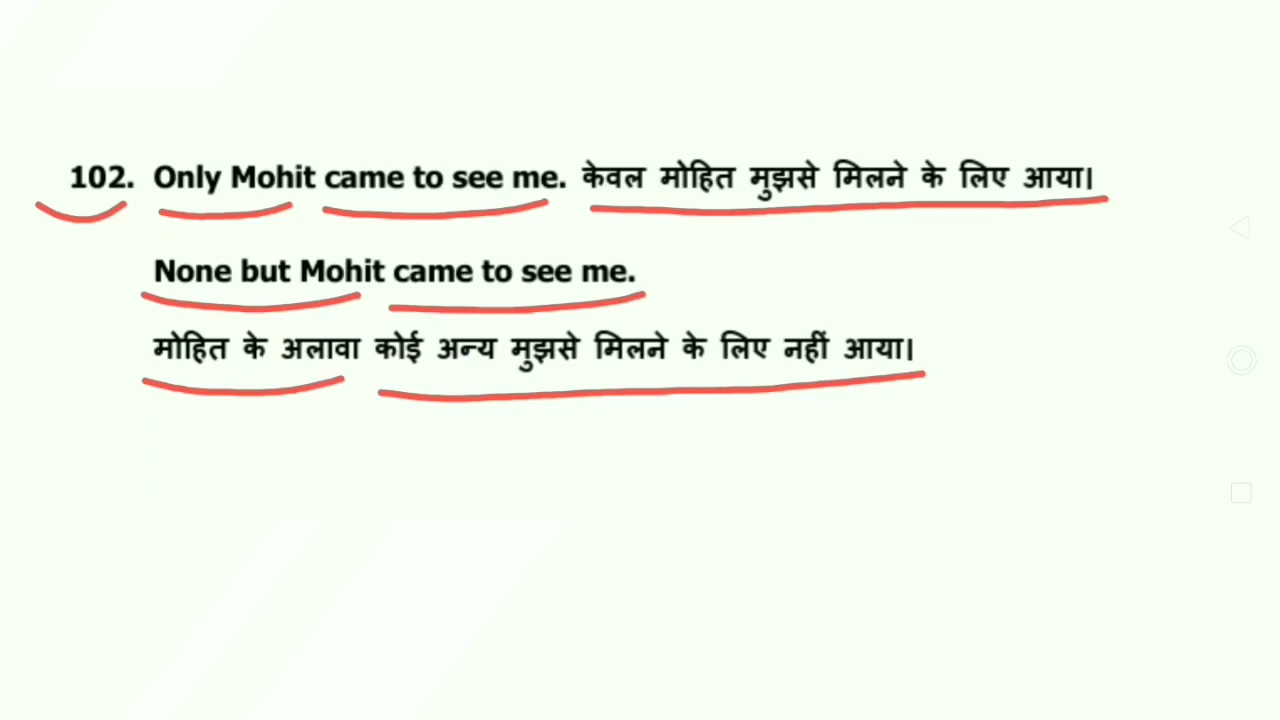 102. Only Mohit came to see me. केवल मोहित मुझसे मिलने के लिए आया।
None but Mohit came to see me.
मोहित के अलावा कोई अन्य मुझसे मिलने के लिए नहीं आया।